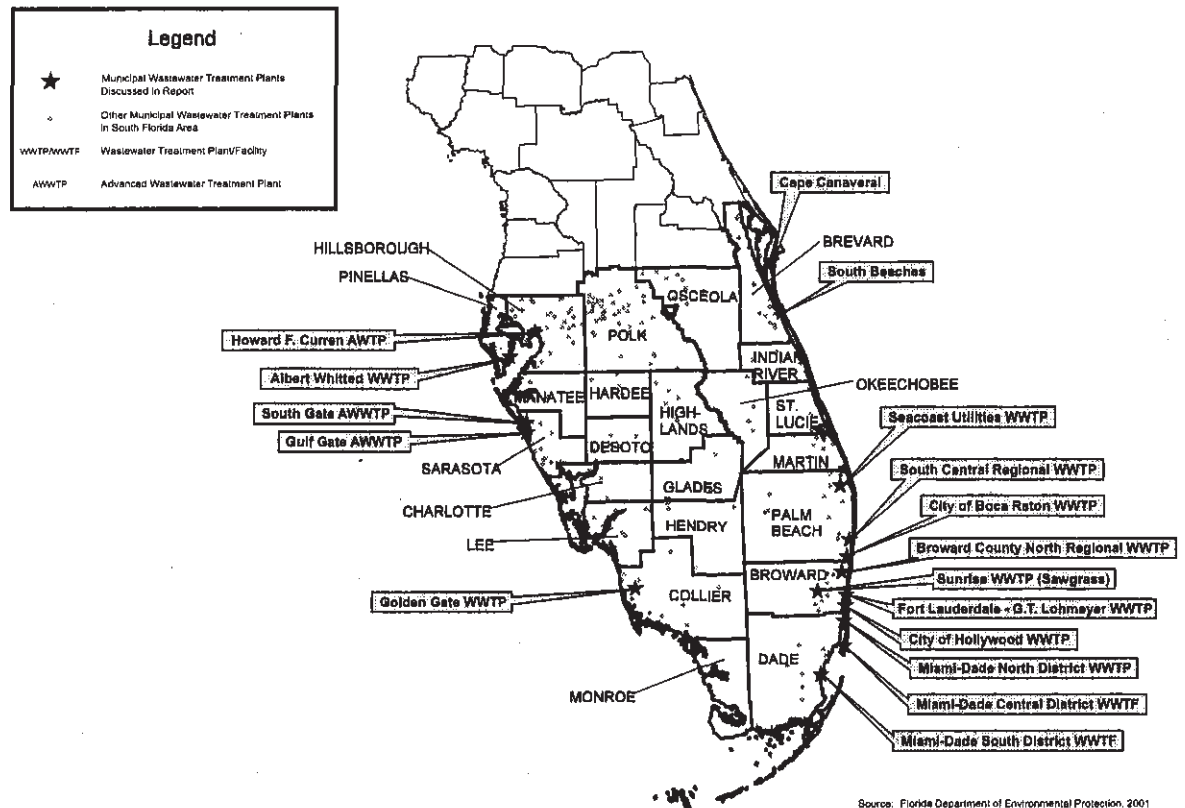 Legend
Municipal Wastewater Treatment Plants
Discussed in Report
Other Municipal Wastewater Treatment Plants
in South Florida Area
WWTP/WWTF Wastewater Treatment Plant/Facility
AWWTP Advanced Wastewater Treatment Plant
Cape Canaveral
HILLSBOROUGH
BREVARD
PINELLAS
South Beaches
OSCEOLA
POLK
Howard F. Curren AWTP
INDIAN
RIVER
Albert Whitted WWTP
OKEECHOBEE
MANATEE
HARDEE
South Gate AWWTP
HIGH-
LANDS
ST.
LUCIE
Seacoast Utilities WWTP
Gulf Gate AWWTP
DESOTO
MARTIN
SARASOTA
South Central Regional WWTP
GLADES
CHARLOTTE
City of Boca Raton WWTP
PALM
BEACH
HENDRY
LEE
Broward County North Regional WWTP
BROWARD
Sunrise WWTP (Sawgrass)
COLLIER
Golden Gate WWTP
Fort Lauderdale - G.T. Lohmeyer WWTP
City of Hollywood WWTP
DADE
Miami-Dade North District WWTP
MONROE
Miami-Dade Central District WWTF
Miami-Dade South District WWTF
Source: Florida Department of Environmental Protection, 2001